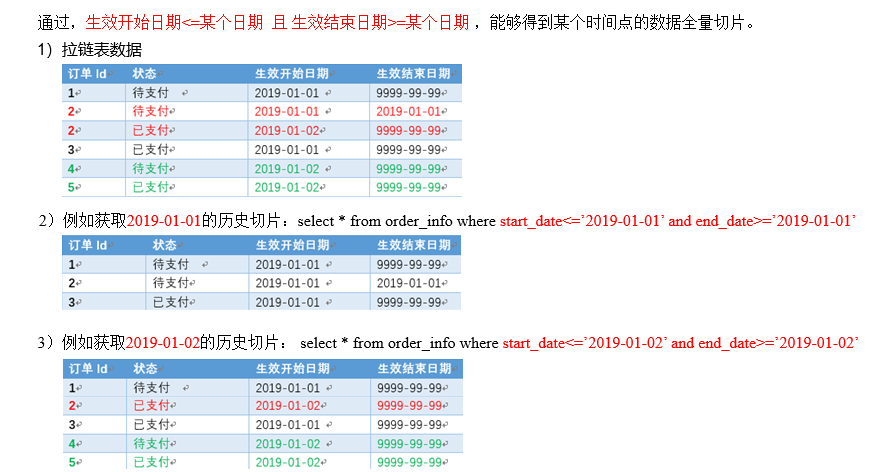 通过，生效开始日期<=某个日期 且 生效结束日期>=某个日期 ，能够得到某个时间点的数据全量切片。
1）拉链表数据
订单 Id 状态 生效开始日期 生效结束日期
1 待支付 2019-01-01 9999-99-99
2 待支付 2019-01-01 2019-01-01
2 已支付 2019-01-02 9999-99-99
3 已支付 2019-01-01 9999-99-99
4 待支付 2019-01-02 9999-99-99
5 已支付 2019-01-02 9999-99-99
2）例如获取2019-01-01的历史切片：select * from order_info where start_date<=’2019-01-01’ and end_date>=’2019-01-01’
订单 Id 状态 生效开始日期 生效结束日期
1 待支付 2019-01-01 9999-99-99
2 待支付 2019-01-01 2019-01-01
3 已支付 2019-01-01 9999-99-99
3）例如获取2019-01-02的历史切片： select * from order_info where start_date<=’2019-01-02’ and end_date>=’2019-01-02’
订单 Id 状态 生效开始日期 生效结束日期
1 待支付 2019-01-01 9999-99-99
2 已支付 2019-01-02 9999-99-99
3 已支付 2019-01-01 9999-99-99
4 待支付 2019-01-02 9999-99-99
5 已支付 2019-01-02 9999-99-99